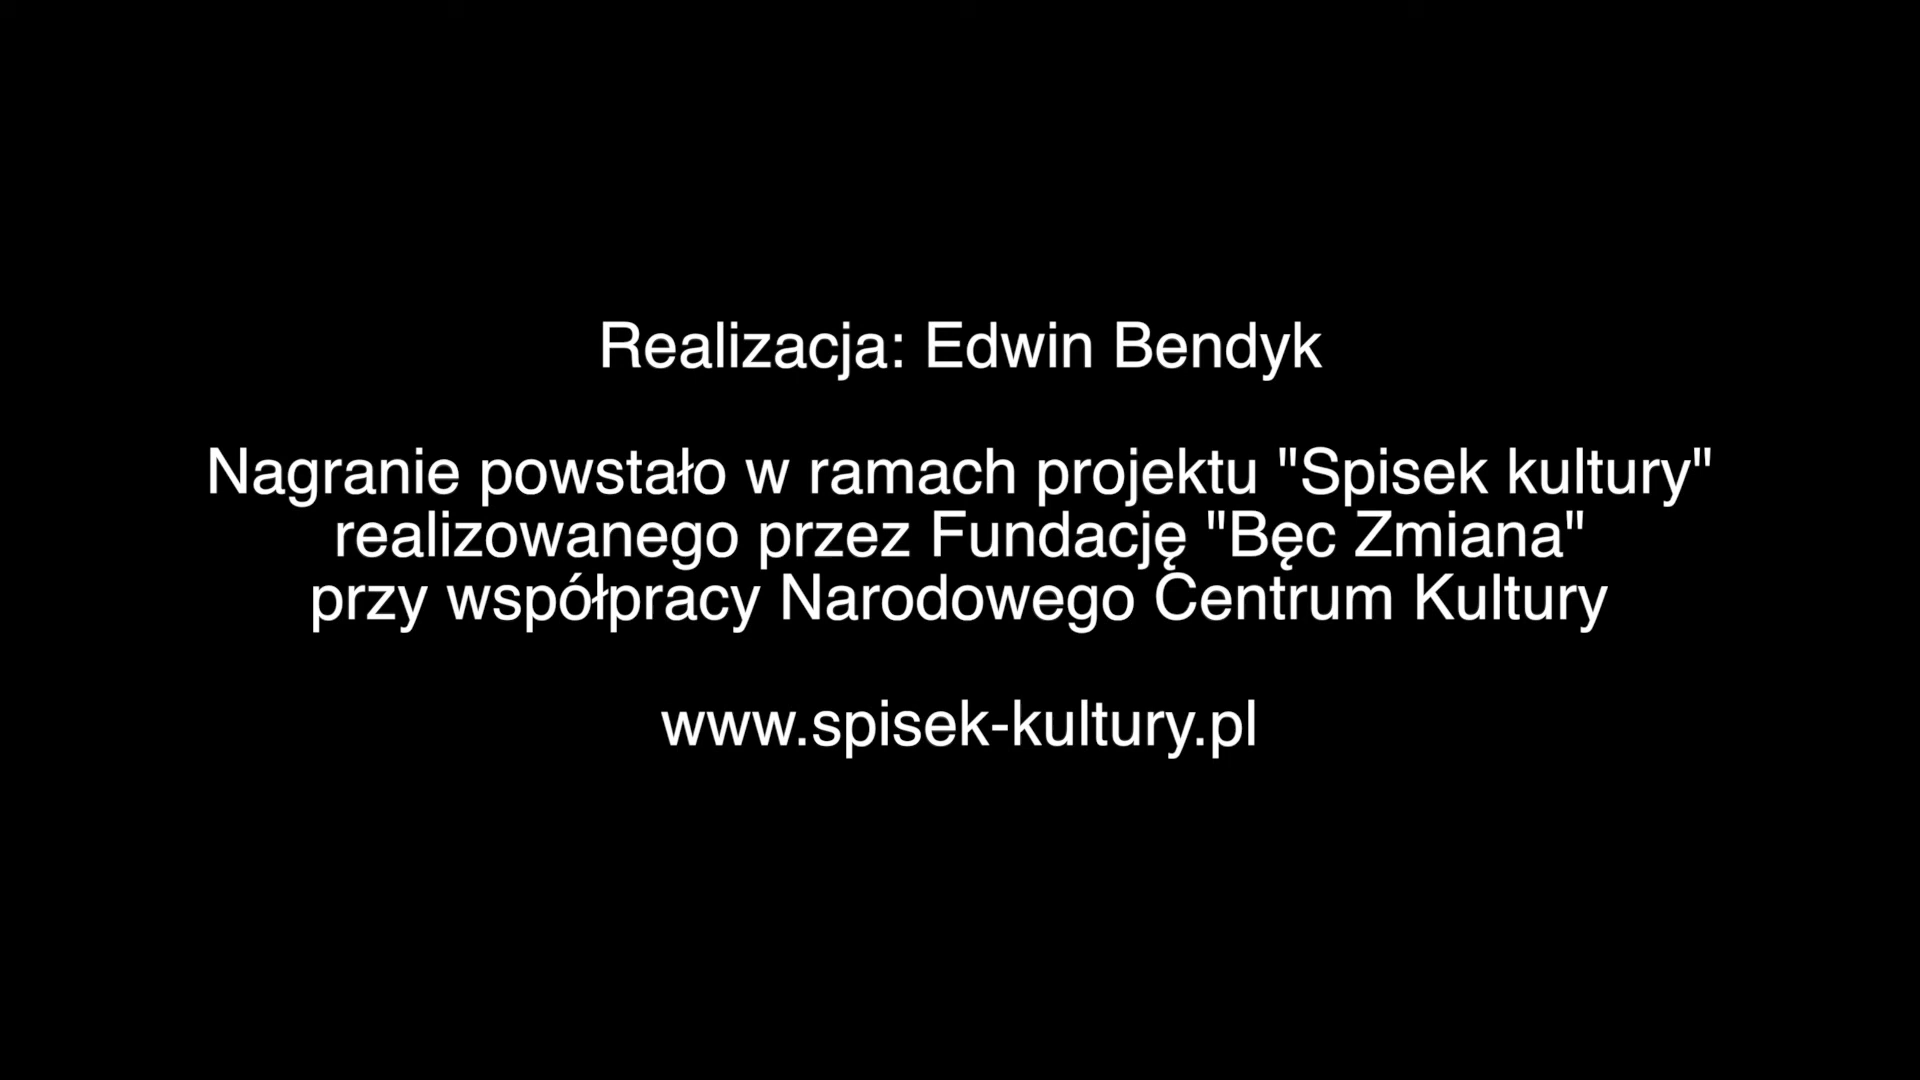 Realizacja: Edwin Bendyk
Nagranie powstało w ramach projektu "Spisek kultury"
realizowanego przez Fundację "Bęc Zmiana"
przy współpracy Narodowego Centrum Kultury
www.spisek-kultury.pl